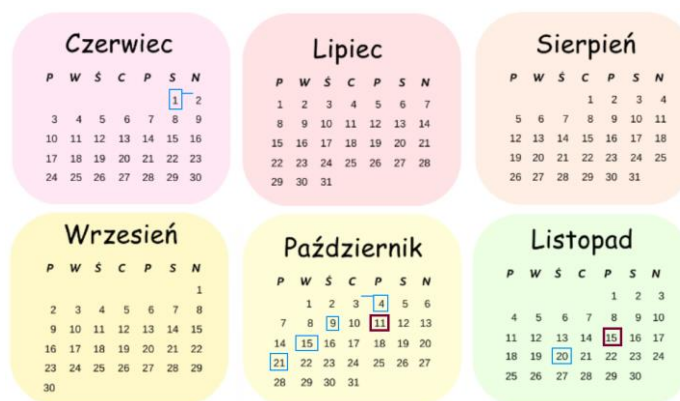 Czerwiec
P W Ś C P S N
1 2
3 4 5 6 7 8 9
10 11 12 13 14 15 16
17 18 19 20 21 22 23
24 25 26 27 28 29 30
Lipiec
P W Ś C P S N
1 2 3 4 5 6 7
8 9 10 11 12 13 14
15 16 17 18 19 20 21
22 23 24 25 26 27 28
29 30 31
Sierpień
P W Ś C P S N
1 2 3 4
5 6 7 8 9 10 11
12 13 14 15 16 17 18
19 20 21 22 23 24 25
26 27 28 29 30 31
Wrzesień
P W Ś C P S N
1
2 3 4 5 6 7 8
9 10 11 12 13 14 15
16 17 18 19 20 21 22
23 24 25 26 27 28 29
30
Październik
P W Ś C P S N
1 2 3 4 5 6
7 8 9 10 11 12 13
14 15 16 17 18 19 20
21 22 23 24 25 26 27
28 29 30 31
Listopad
P W Ś C P S N
1 2 3
4 5 6 7 8 9 10
11 12 13 14 15 16 17
18 19 20 21 22 23 24
25 26 27 28 29 30